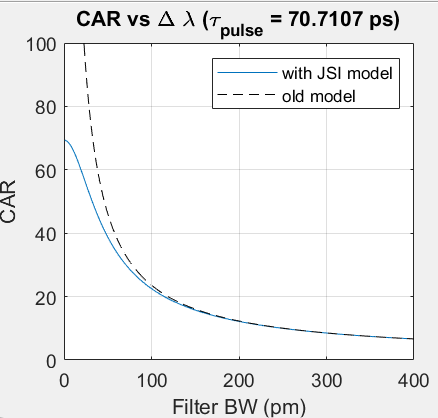 CAR vs Δ λ (τpulse = 70.7107 ps)
with JSI model
old model
100
80
60
40
20
0
CAR
0 100 200 300 400
Filter BW (pm)